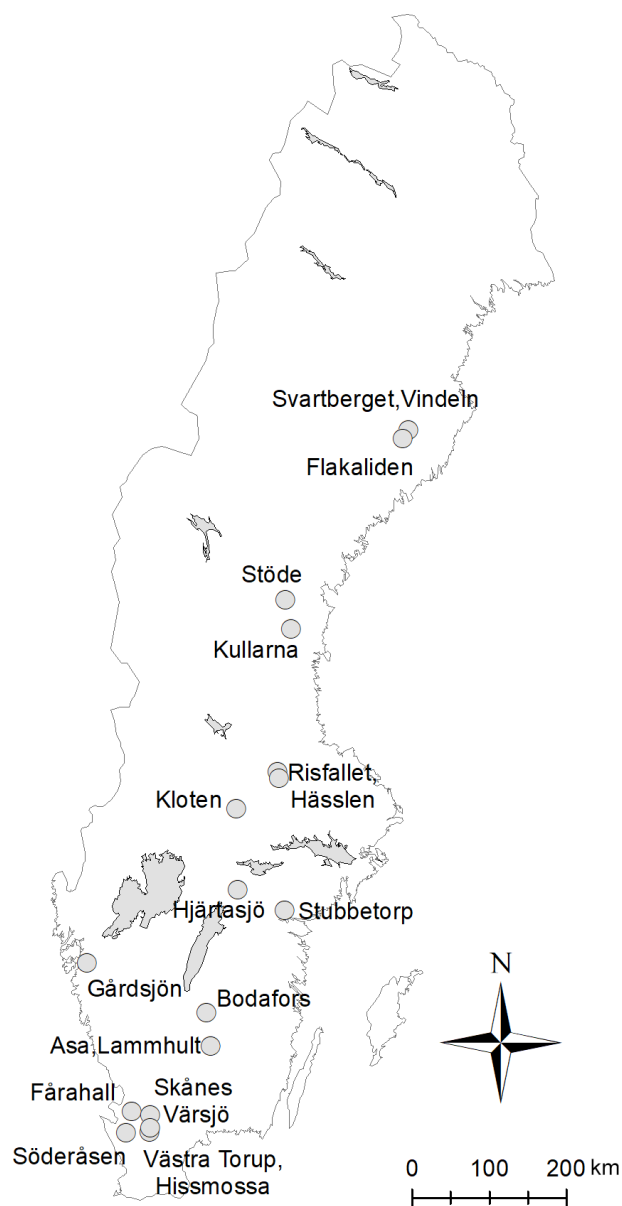 Svartberget,Vindeln
Flakaliden
Stöde
Kullarna
Risfallet,
Hässlen
Kloten
Hjärtasjö
Stubbetorp
Gårdsjön
Bodafors
N
Asa,Lammhult
Fårahall
Skånes
Värsjö
Söderåsen
Västra Torup,
Hissmossa
0 100 200 km